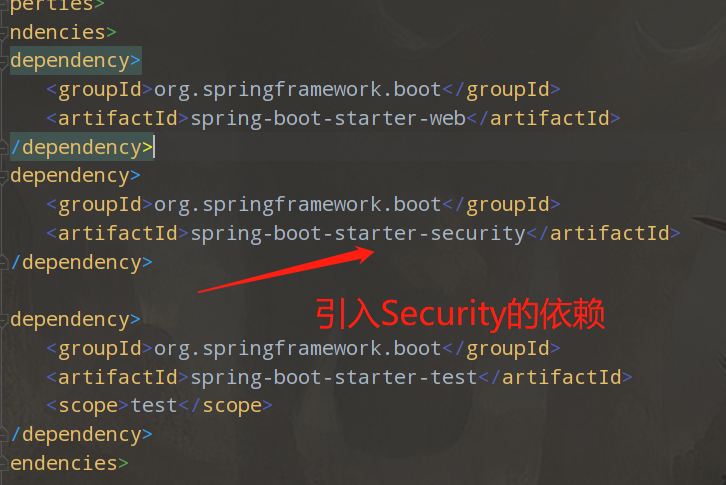 perties>
ndencies>
dependency>
<groupId>org.springframework.boot</groupId>
<artifactId>spring-boot-starter-web</artifactId>
/dependency>
dependency>
<groupId>org.springframework.boot</groupId>
<artifactId>spring-boot-starter-security</artifactId>
/dependency>
引入Security的依赖
dependency>
<groupId>org.springframework.boot</groupId>
<artifactId>spring-boot-starter-test</artifactId>
<scope>test</scope>
/dependency>
endencies>